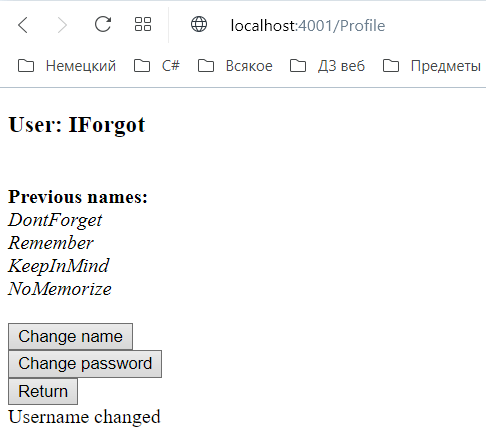 localhost:4001/Profile
Немецкий C# Всякое ДЗ веб Предметы
User: IForgot
Previous names:
DontForget
Remember
KeepInMind
NoMemorize
Change name
Change password
Return
Username changed